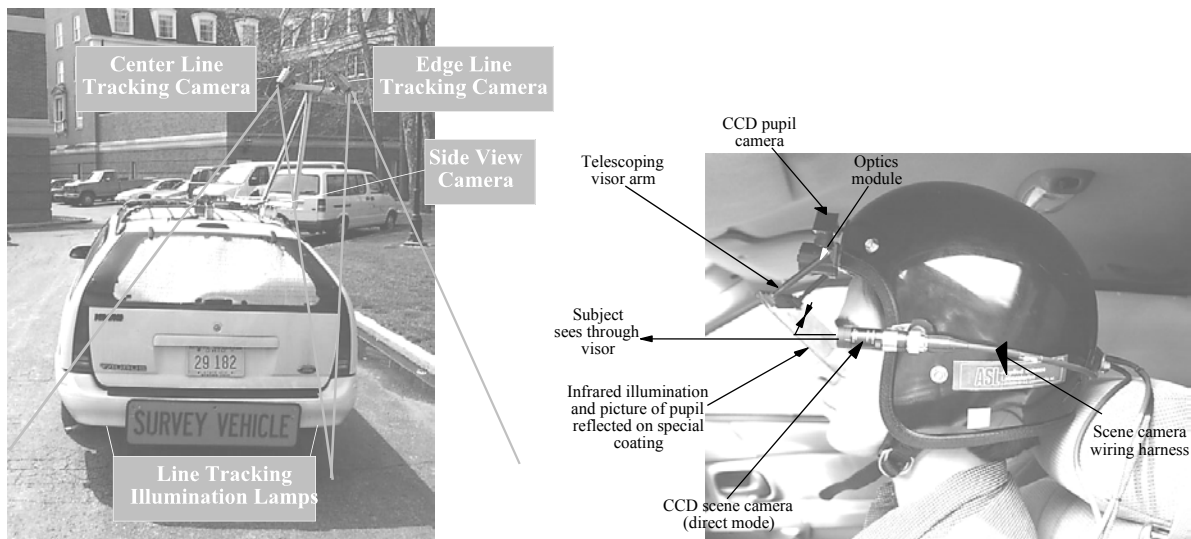 Center Line
Tracking Camera
Edge Line
Tracking Camera
Side View
Camera
29 182
SURVEY VEHICLE
Line Tracking
Illumination Lamps
CCD pupil
camera
Telescoping
visor arm
Optics
module
Subject
sees through
visor
Infrared illumination
and picture of pupil
reflected on special
coating
ASL
Scene camera
wiring harness
CCD scene camera
(direct mode)